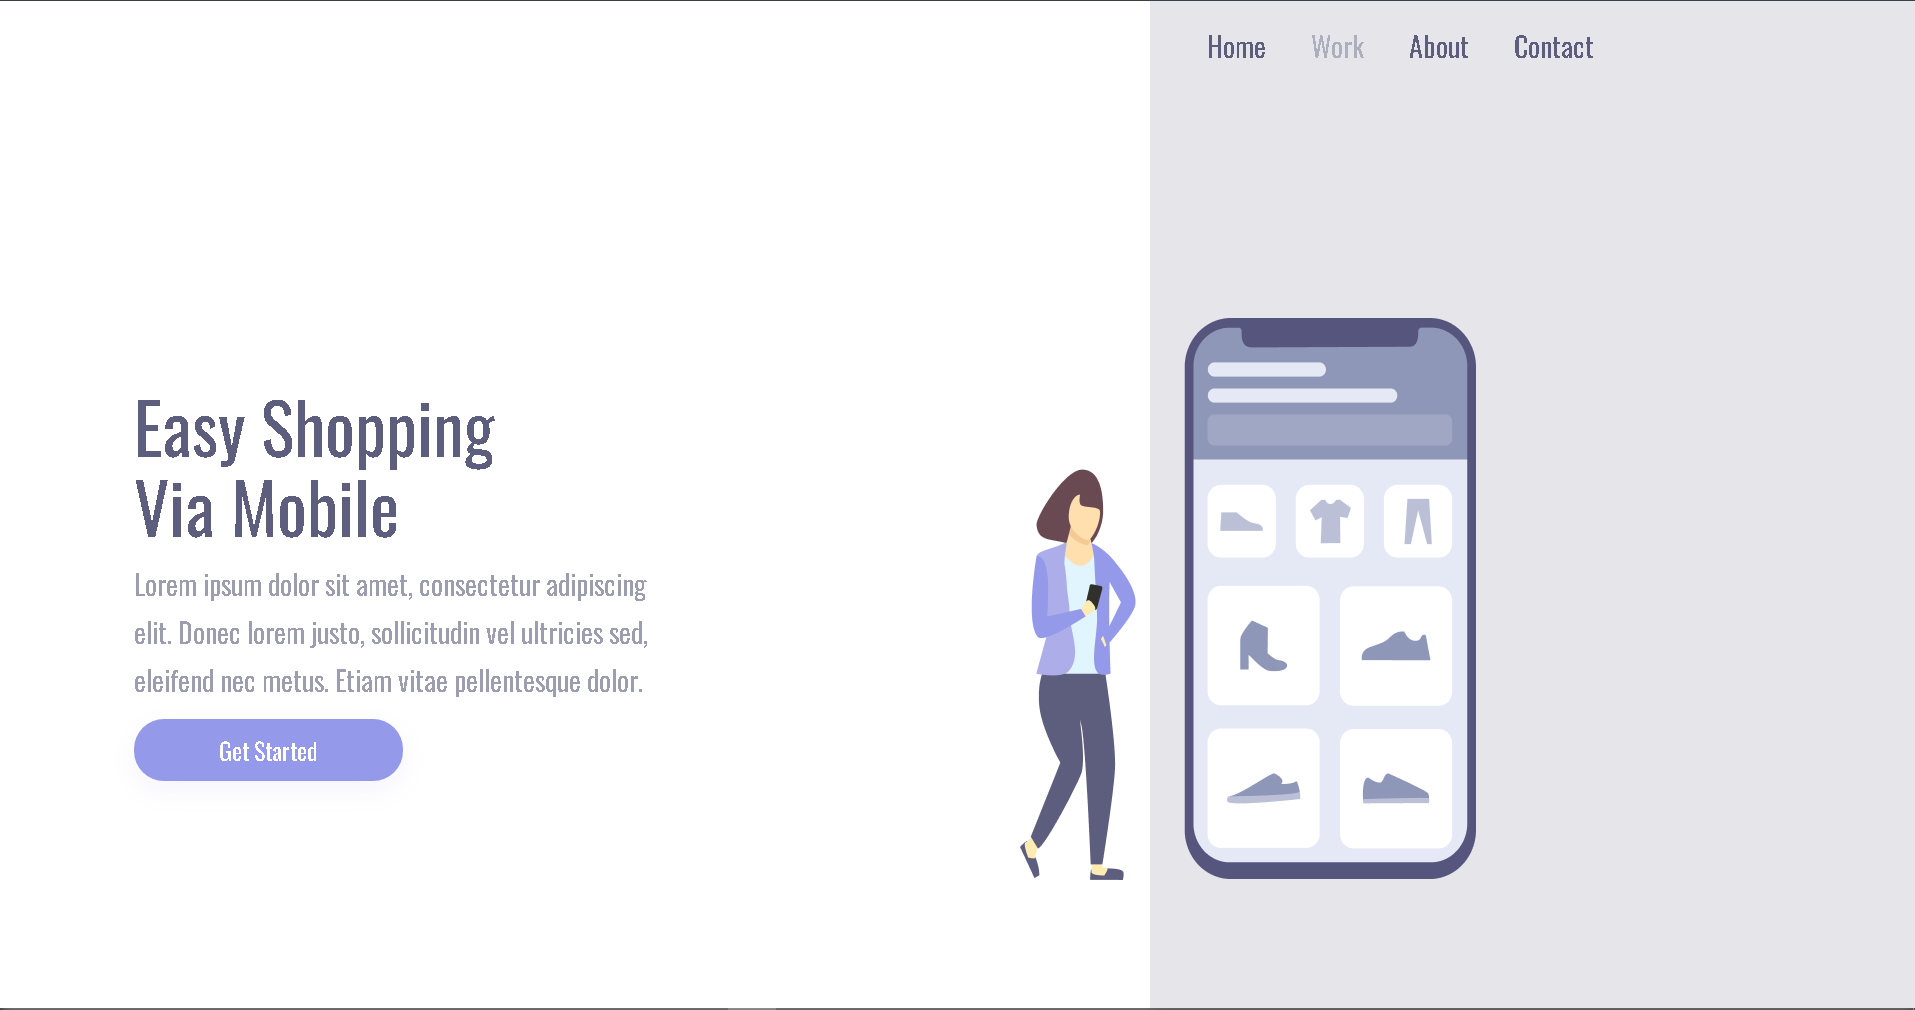 Home Work About Contact
Easy Shopping
Via Mobile
Lorem ipsum dolor sit amet, consectetur adipiscing
elit. Donec lorem justo, sollicitudin vel ultricies sed,
eleifend nec metus. Etiam vitae pellentesque dolor.
Get Started